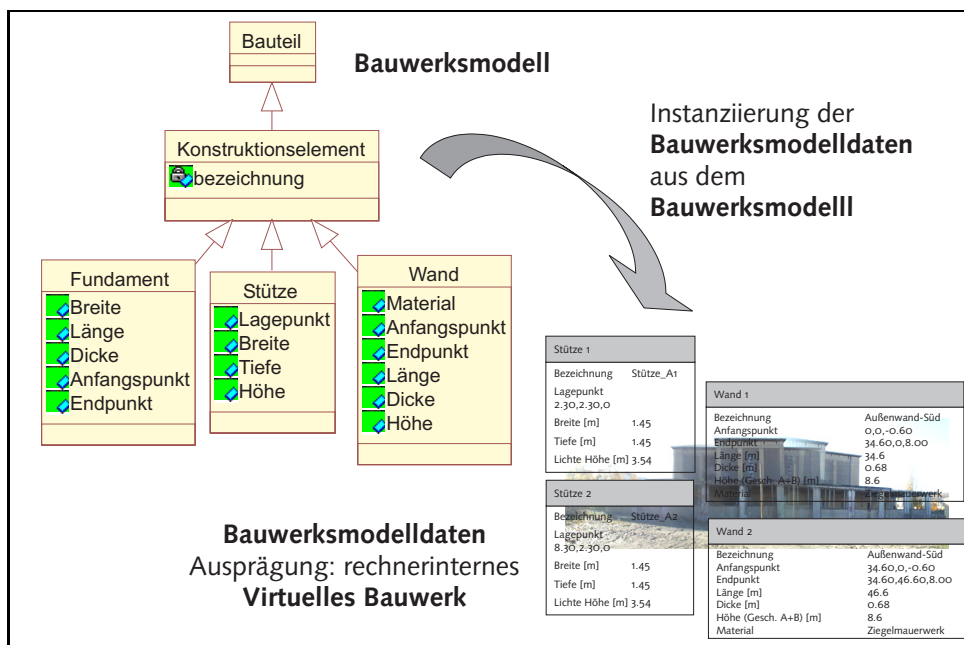 Bauteil
Bauwerksmodell
Konstruktionselement
bezeichnung
Instanziierung der
Bauwerksmodelldaten
aus dem
Bauwerksmodelll
Fundament
Breite
Länge
Dicke
Anfangspunkt
Endpunkt
Stütze
Lagepunkt
Breite
Tiefe
Höhe
Wand
Material
Anfangspunkt
Endpunkt
Länge
Dicke
Höhe
Stütze 1
Bezeichnung Stütze_A1
Lagepunkt
2.30,2.30,0
Breite [m] 1.45
Tiefe [m] 1.45
Lichte Höhe [m] 3.54
Wand 1
Bezeichnung Außenwand-Süd
Anfangspunkt 0,0,-0.60
Endpunkt 34.60,0,8.00
Länge [m] 34.6
Dicke [m] 0.68
Höhe (Gesch. A+B) [m] 8.6
Material Ziegelmauerwerk
Stütze 2
Bezeichnung Stütze_A2
Lagepunkt
8.30,2.30,0
Breite [m] 1.45
Tiefe [m] 1.45
Lichte Höhe [m] 3.54
Wand 2
Bezeichnung Außenwand-Süd
Anfangspunkt 34.60,0,-0.60
Endpunkt 34.60,46.60,8.00
Länge [m] 46.6
Dicke [m] 0.68
Höhe (Gesch. A+B) [m] 8.6
Material Ziegelmauerwerk
Bauwerksmodelldaten
Ausprägung: rechnerinternes
Virtuelles Bauwerk